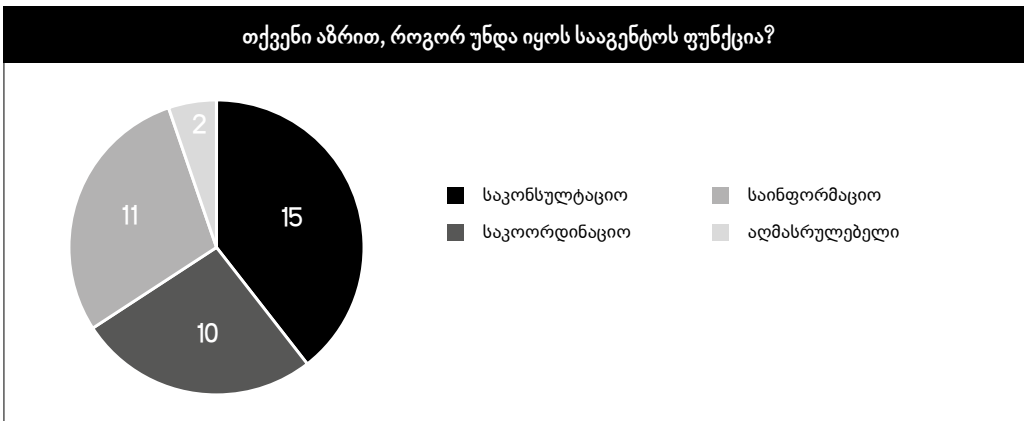 თქვენი აზრით, როგორ უნდა იყოს სააგენტოს ფუნქცია?
2
11
15
10
საკონსულტაციო
საინფორმაციო
საკოორდინაციო
აღმასრულებელი